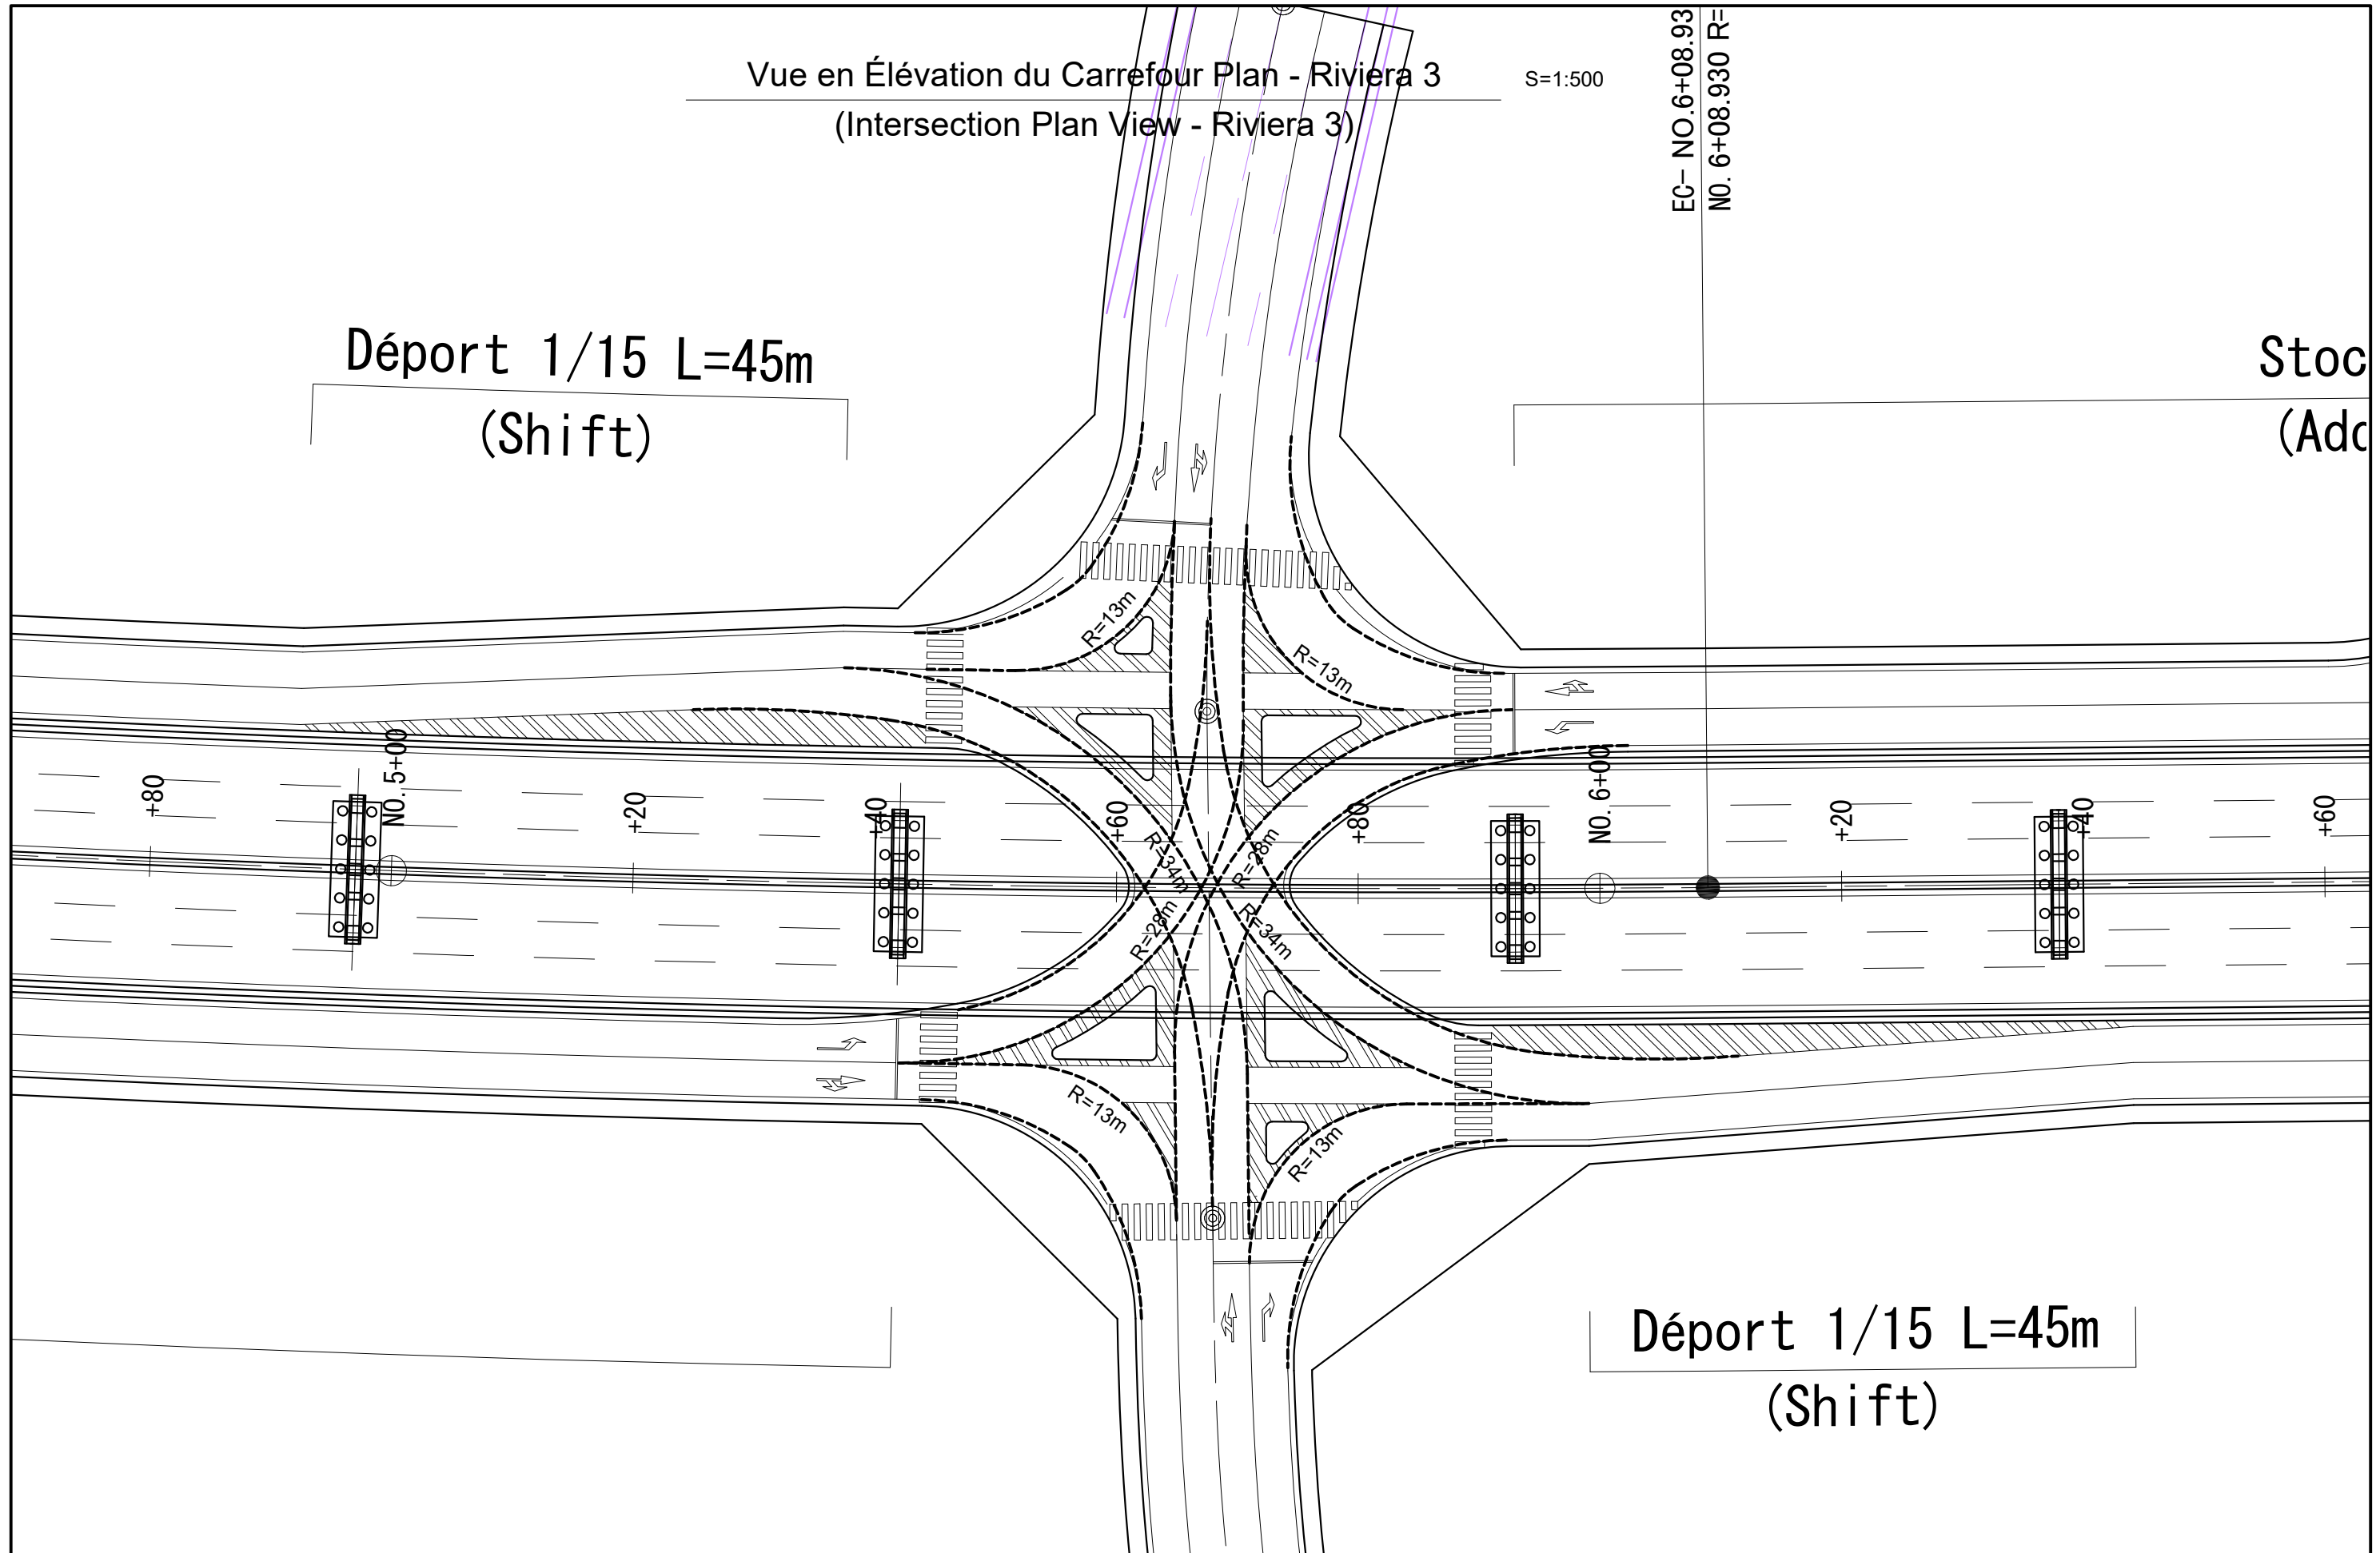 Vue en Élévation du Carrefour Plan - Riviera 3
S=1:500
(Intersection Plan View - Riviera 3)
EC- NO.6+08.93
NO. 6+08.930 R=
Déport 1/15 L=45m
(Shift)
Stoc
(Add
R=13m
R=13m
+80
NO. 5+00
+20
+40
+60
+80
NO. 6+00
+20
+40
+60
R=34m
R=28m
R=28m
R=34m
R=13m
R=13m
Déport 1/15 L=45m
(Shift)